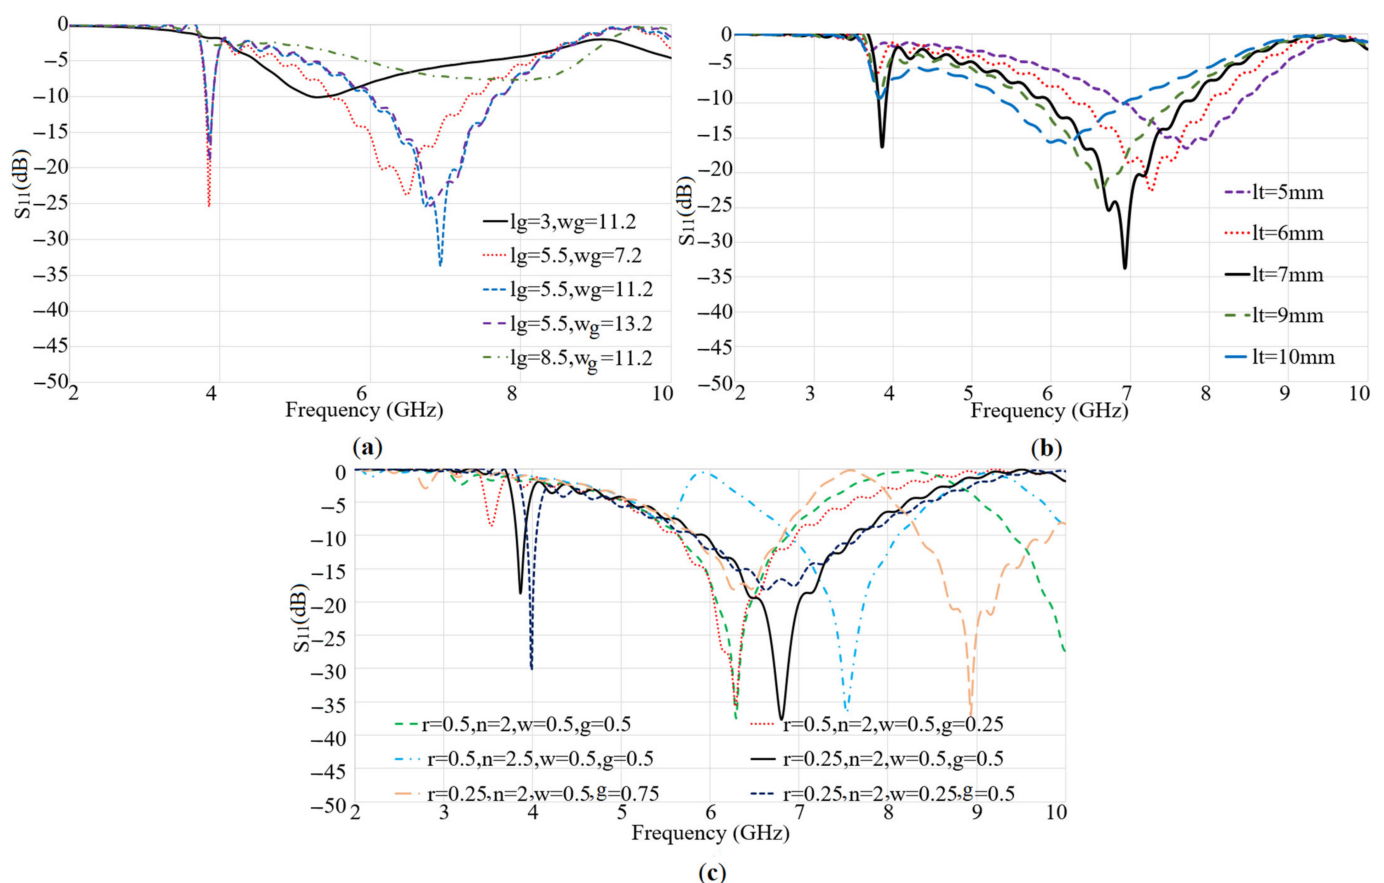 0
−5
−10
−15
−20
−25
−30
−35
−40
−45
−50
S11(dB)
lg=3,wg=11.2
lg=5.5,wg=7.2
lg=5.5,wg=11.2
lg=5.5,wg=13.2
lg=8.5,wg=11.2
2 4 6 8 10
Frequency (GHz)
(a)
0
−5
−10
−15
−20
−25
−30
−35
−40
−45
−50
S11(dB)
lt=5mm
lt=6mm
lt=7mm
lt=9mm
lt=10mm
2 3 4 5 6 7 8 9 10
Frequency (GHz)
(b)
0
−5
−10
−15
−20
−25
−30
−35
−40
−45
−50
S11(dB)
r=0.5,n=2,w=0.5,g=0.5 r=0.5,n=2,w=0.5,g=0.25
r=0.5,n=2.5,w=0.5,g=0.5 r=0.25,n=2,w=0.5,g=0.5
r=0.25,n=2,w=0.5,g=0.75 r=0.25,n=2,w=0.25,g=0.5
2 3 4 5 6 7 8 9 10
Frequency (GHz)
(c)